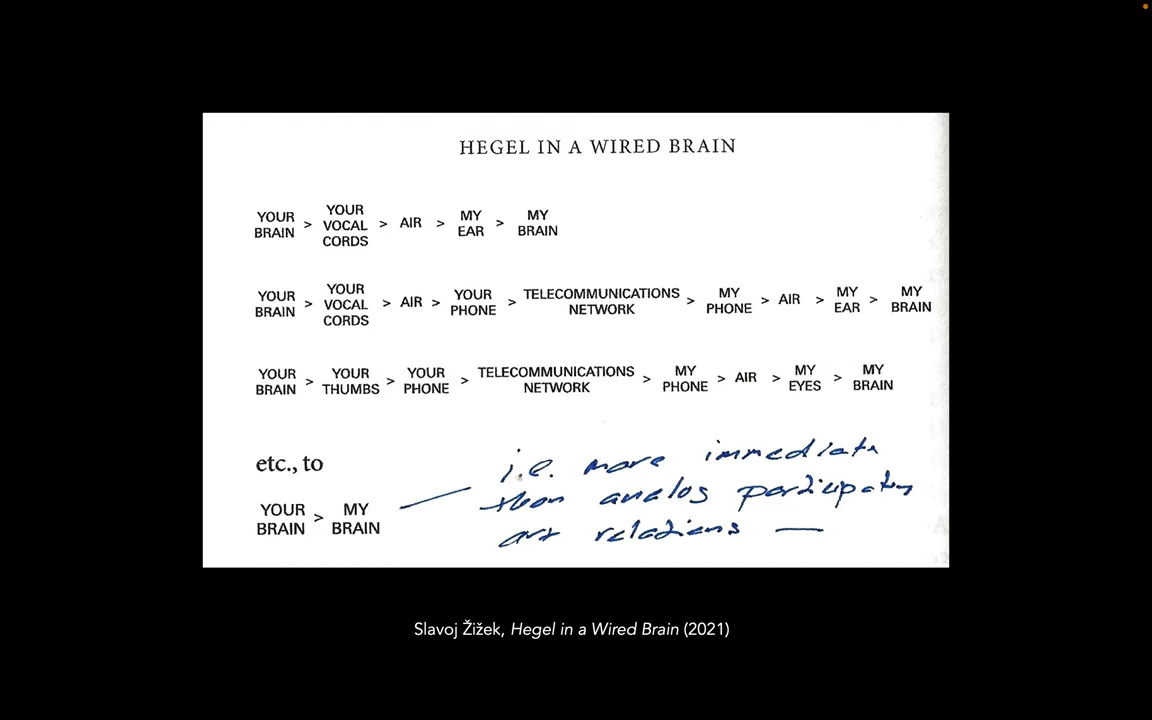 HEGEL IN A WIRED BRAIN
YOUR BRAIN > YOUR VOCAL CORDS > AIR > MY EAR > MY BRAIN
YOUR BRAIN > YOUR VOCAL CORDS > AIR > YOUR PHONE > TELECOMMUNICATIONS NETWORK > MY PHONE > AIR > MY EAR > MY BRAIN
YOUR BRAIN > YOUR THUMBS > YOUR PHONE > TELECOMMUNICATIONS NETWORK > MY PHONE > AIR > MY EYES > MY BRAIN
etc., to
YOUR BRAIN > MY BRAIN
i.e. more immediate
than analog participatory
art relations —
Slavoj Žižek, Hegel in a Wired Brain (2021)